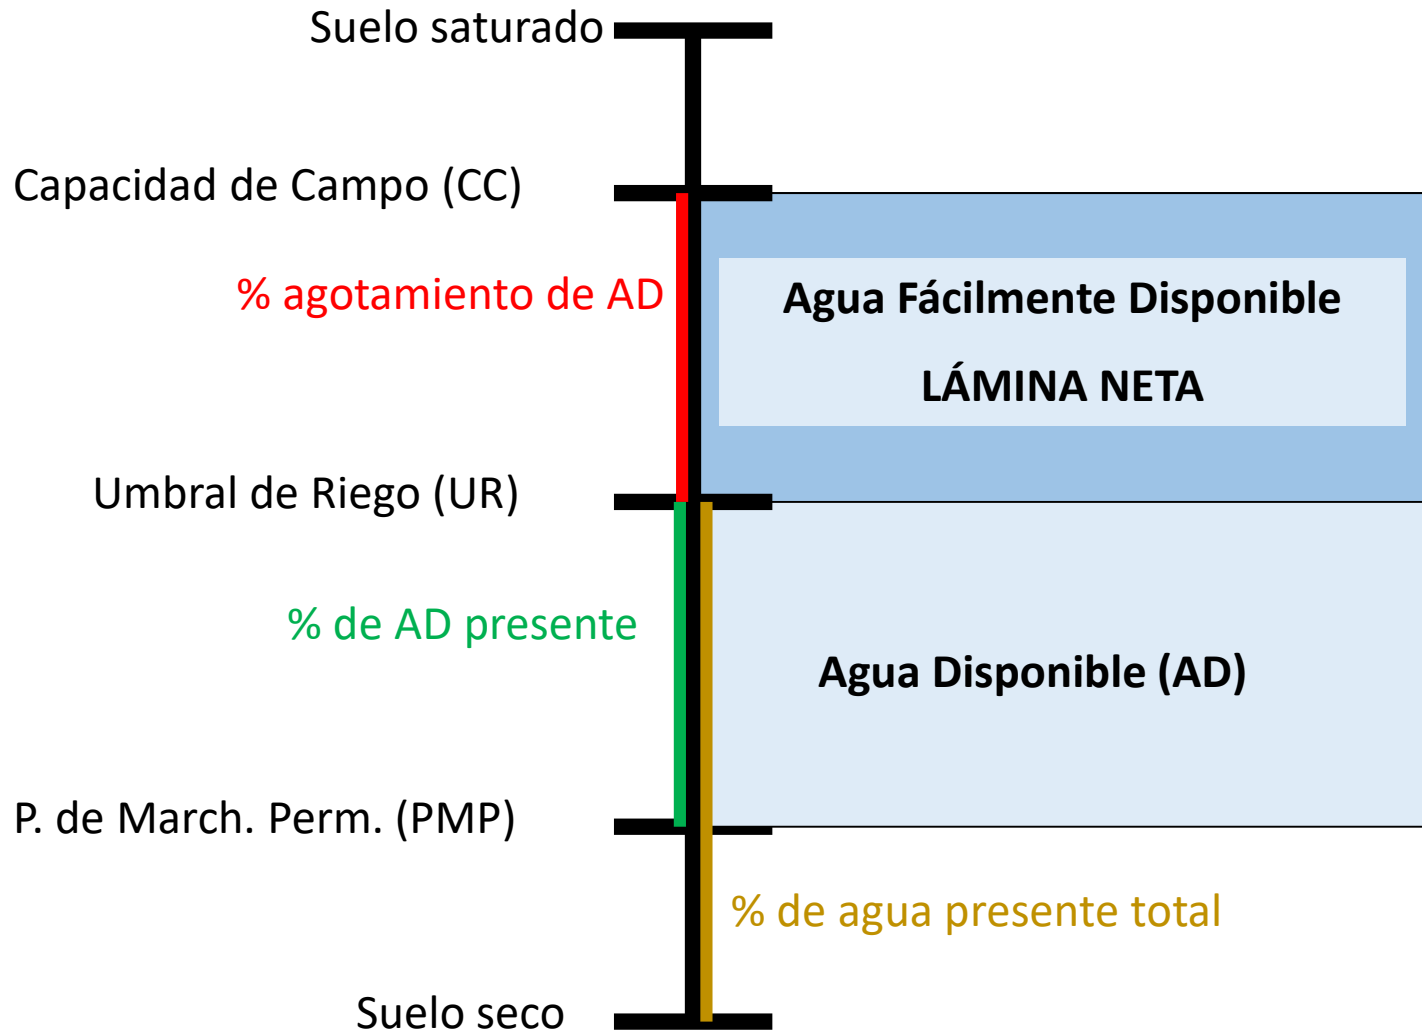 Suelo saturado
Capacidad de Campo (CC)
% agotamiento de AD
Agua Fácilmente Disponible
LÁMINA NETA
Umbral de Riego (UR)
% de AD presente
Agua Disponible (AD)
P. de March. Perm. (PMP)
% de agua presente total
Suelo seco